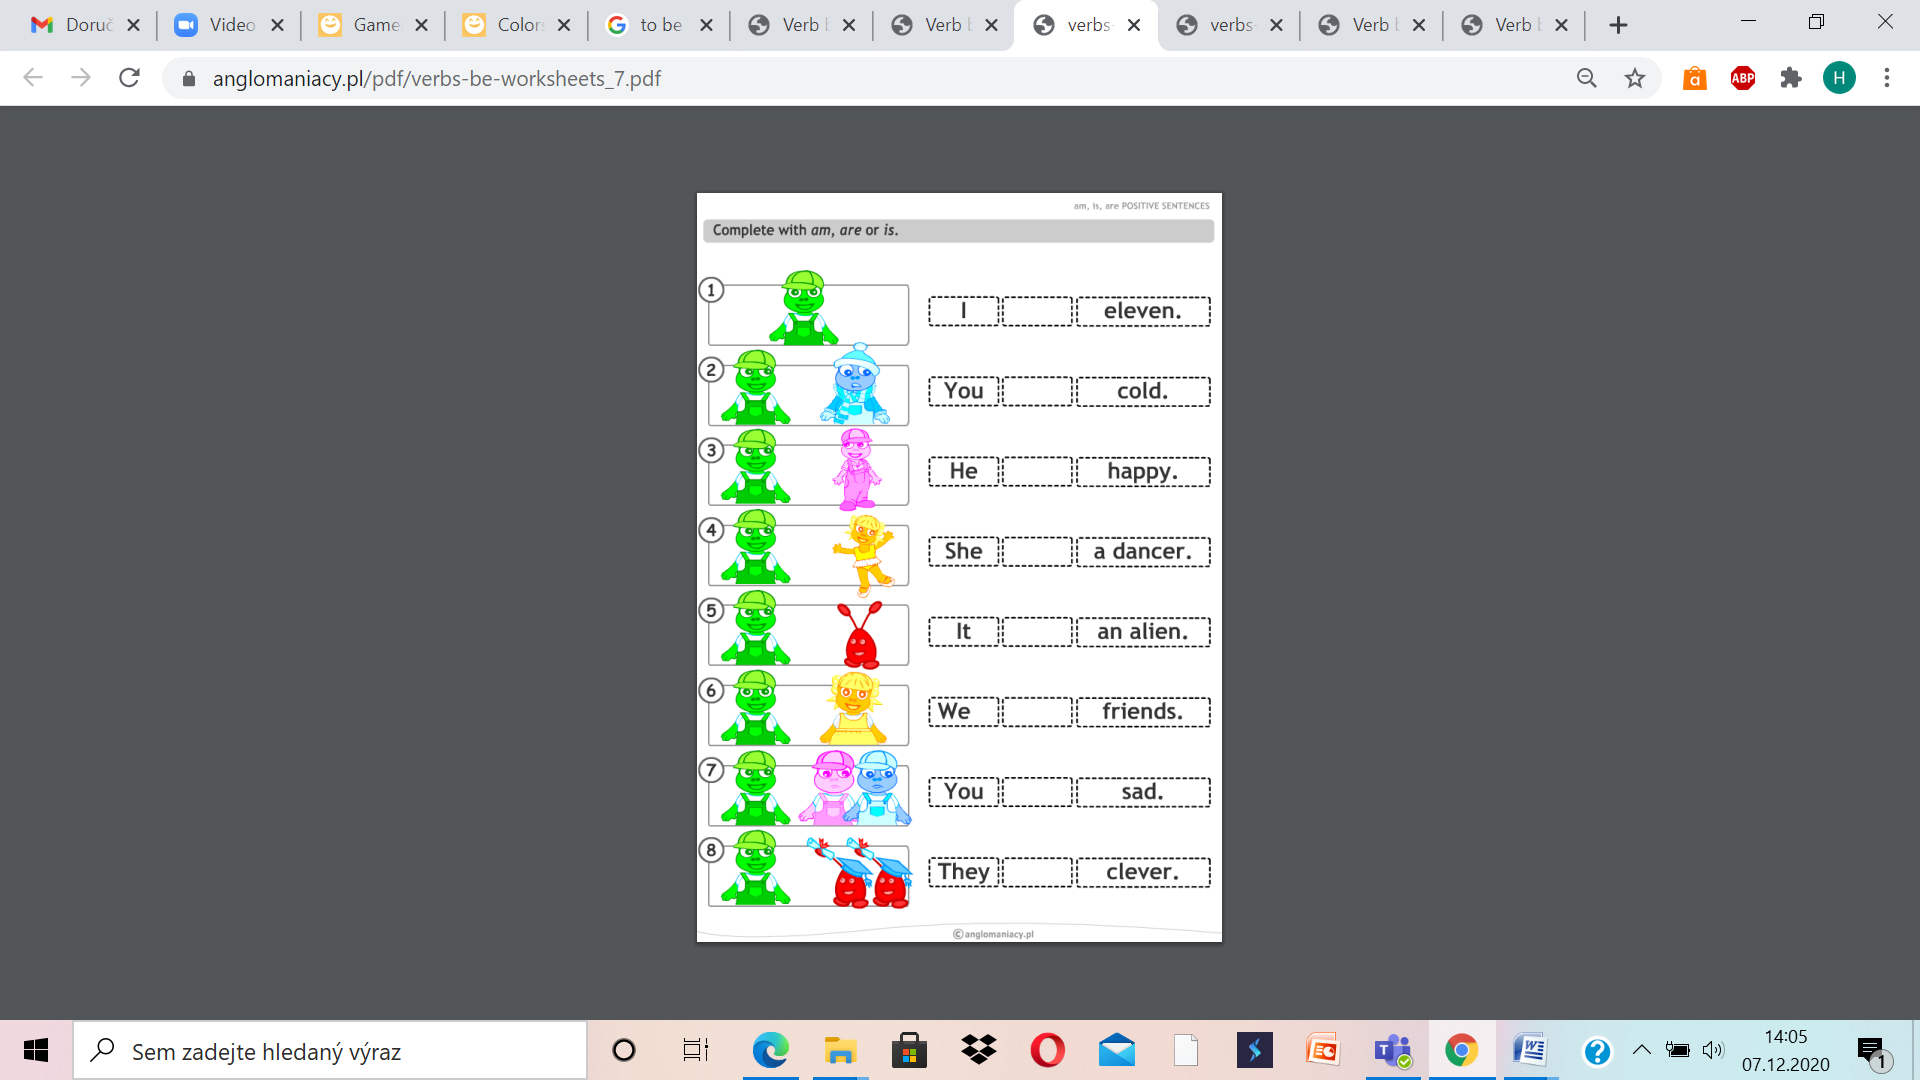 Doruč
Video
Game
Color
to be
Verb
Verb
verbs-
verbs-
Verb
Verb
anglomaniacy.pl/pdf/verbs-be-worksheets_7.pdf
ABP
H
am, is, are POSITIVE SENTENCES
Complete with am, are or is.
1 I eleven.
2 You cold.
3 He happy.
4 She a dancer.
5 It an alien.
6 We friends.
7 You sad.
8 They clever.
©anglomaniacy.pl
Sem zadejte hledaný výraz
14:05
07.12.2020
1